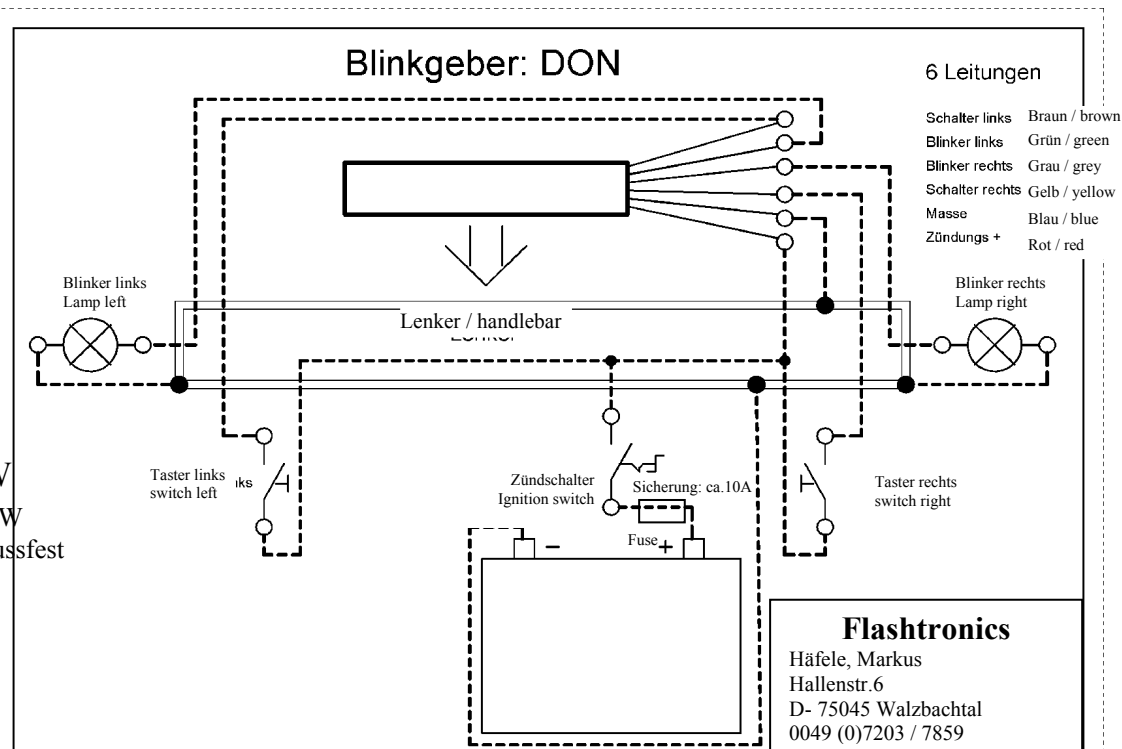 Blinkgeber: DON
6 Leitungen
Schalter links Braun / brown
Blinker links Grün / green
Blinker rechts Grau / grey
Schalter rechts Gelb / yellow
Masse Blau / blue
Zündungs + Rot / red
Blinker links
Lamp left
Blinker rechts
Lamp right
Lenker / handlebar
Taster links
switch left
Zündschalter
Ignition switch
Sicherung: ca.10A
Fuse
+
−
Taster rechts
switch right
Flashtronics
Häfele, Markus
Hallenstr.6
D- 75045 Walzbachtal
0049 (0)7203 / 7859